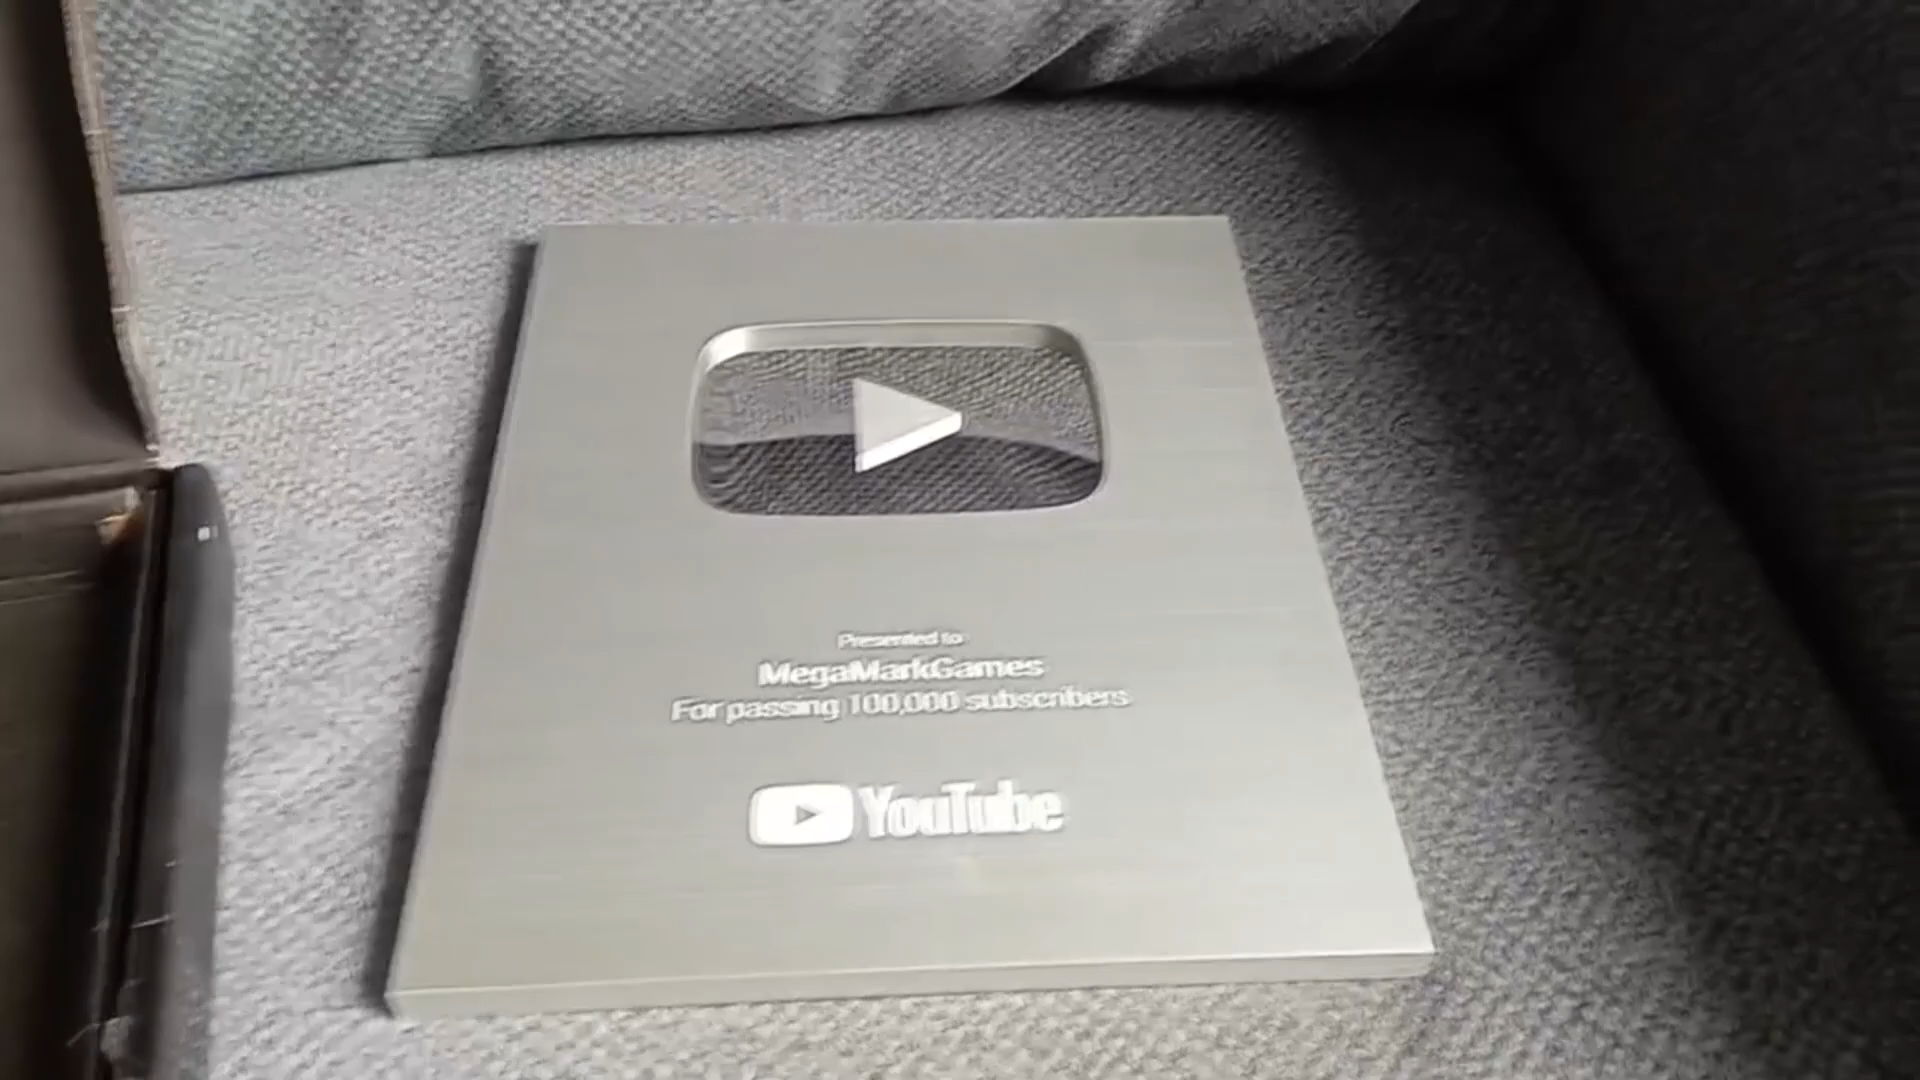 Presented to
MegaMarkGames
For passing 100,000 subscribers
YouTube